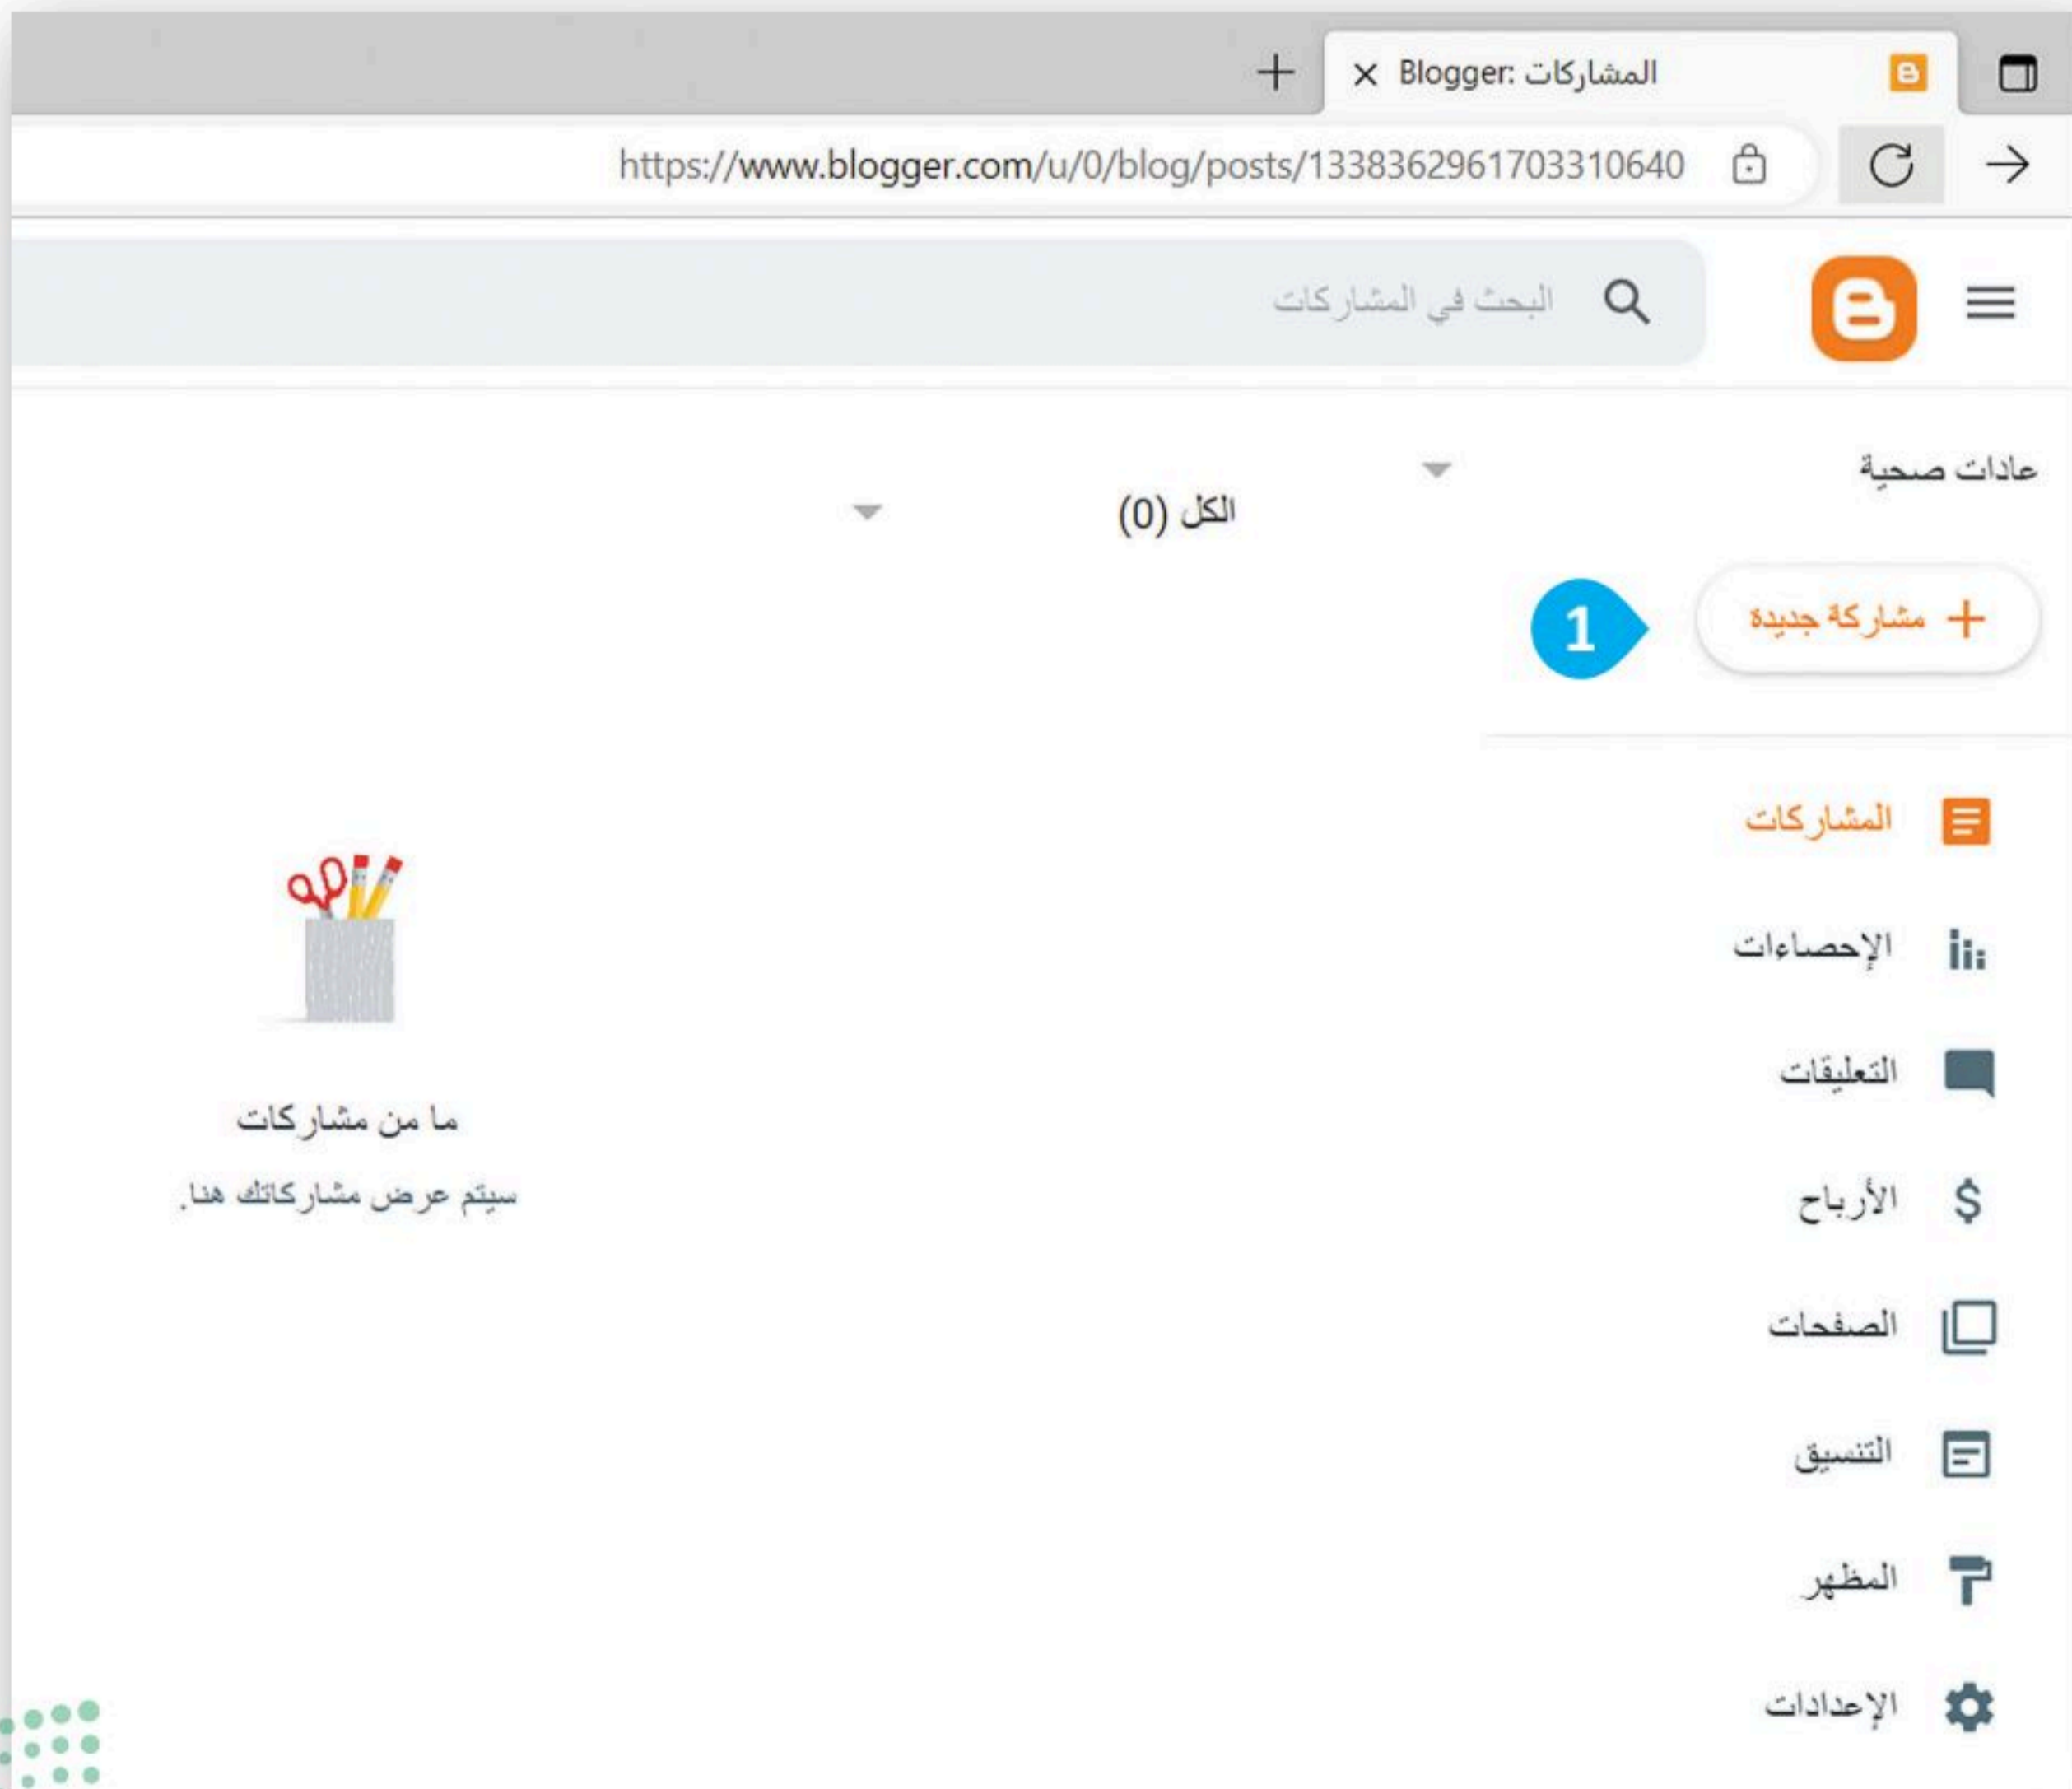 المشاركات :Blogger
https://www.blogger.com/u/0/blog/posts/1338362961703310640
البحث في المشاركات
عادات صحية
الكل (0)
مشاركة جديدة
1
المشاركات
الإحصاءات
التعليقات
الأرباح
الصفحات
التنسيق
المظهر
الإعدادات
ما من مشاركات
سيتم عرض مشاركاتك هنا.